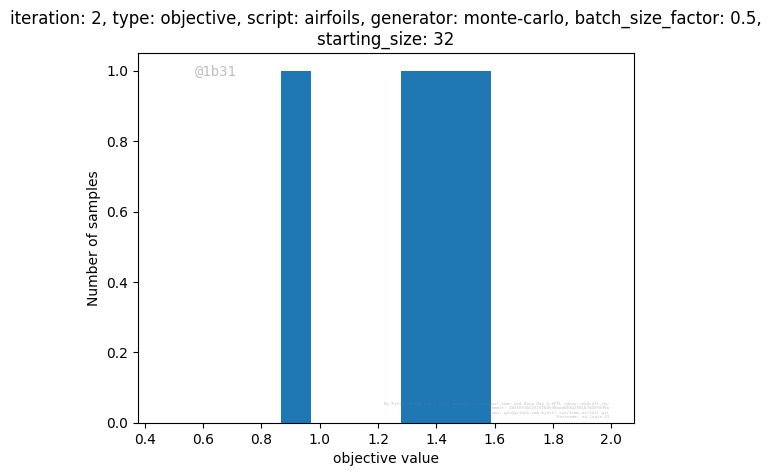 iteration: 2, type: objective, script: airfoils, generator: monte-carlo, batch_size_factor: 0.5,
starting_size: 32
@1b31
1.0
0.8
0.6
0.4
0.2
0.0
Number of samples
0.4 0.6 0.8 1.0 1.2 1.4 1.6 1.8 2.0
objective value